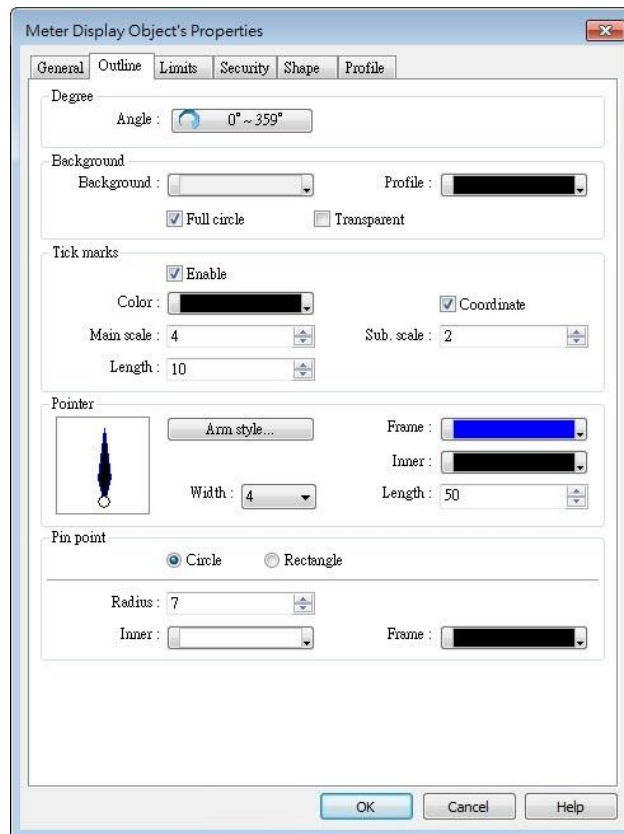 Meter Display Object's Properties
General Outline Limits Security Shape Profile
Degree
Angle : 0° ~ 359°
Background
Background : Profile :
Full circle Transparent
Tick marks
Enable
Color : Coordinate
Main scale : 4 Sub. scale : 2
Length : 10
Pointer
Arm style... Frame :
Inner :
Width : 4 Length : 50
Pin point
Circle Rectangle
Radius : 7
Inner : Frame :
OK Cancel Help